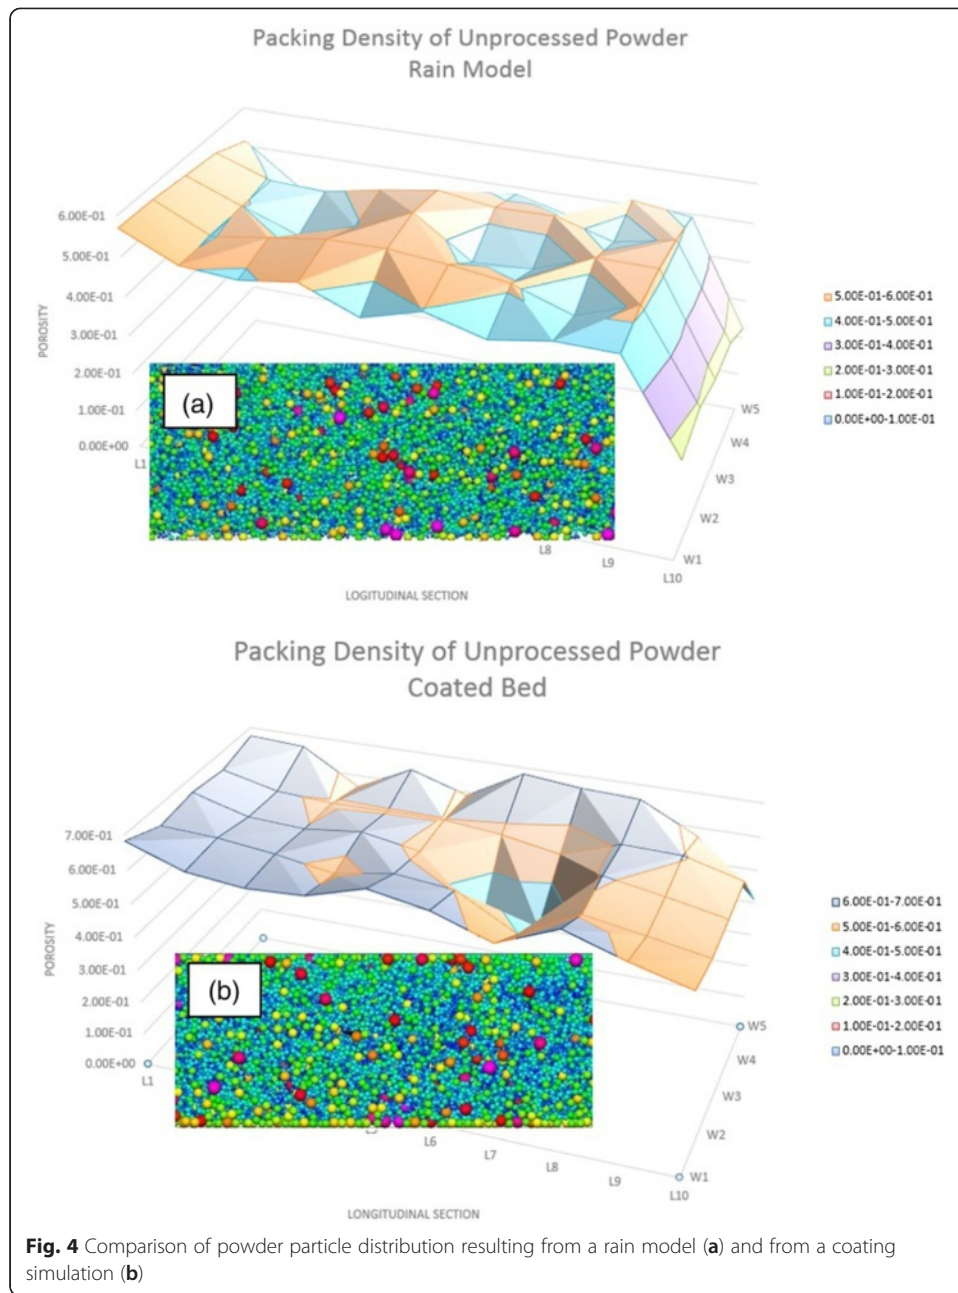 Packing Density of Unprocessed Powder
Rain Model
6.00E-01
5.00E-01
4.00E-01
3.00E-01
2.00E-01
1.00E-01
0.00E+00
POROSITY
L1
(a)
L8
L9
L10
W1
W2
W3
W4
W5
LOGITUDINAL SECTION
5.00E-01-6.00E-01
4.00E-01-5.00E-01
3.00E-01-4.00E-01
2.00E-01-3.00E-01
1.00E-01-2.00E-01
0.00E+00-1.00E-01
Packing Density of Unprocessed Powder
Coated Bed
7.00E-01
6.00E-01
5.00E-01
4.00E-01
3.00E-01
2.00E-01
1.00E-01
0.00E+00
POROSITY
L1
(b)
L6
L7
L8
L9
L10
W1
W2
W3
W4
W5
LONGITUDINAL SECTION
6.00E-01-7.00E-01
5.00E-01-6.00E-01
4.00E-01-5.00E-01
3.00E-01-4.00E-01
2.00E-01-3.00E-01
1.00E-01-2.00E-01
0.00E+00-1.00E-01
Fig. 4 Comparison of powder particle distribution resulting from a rain model (a) and from a coating
simulation (b)